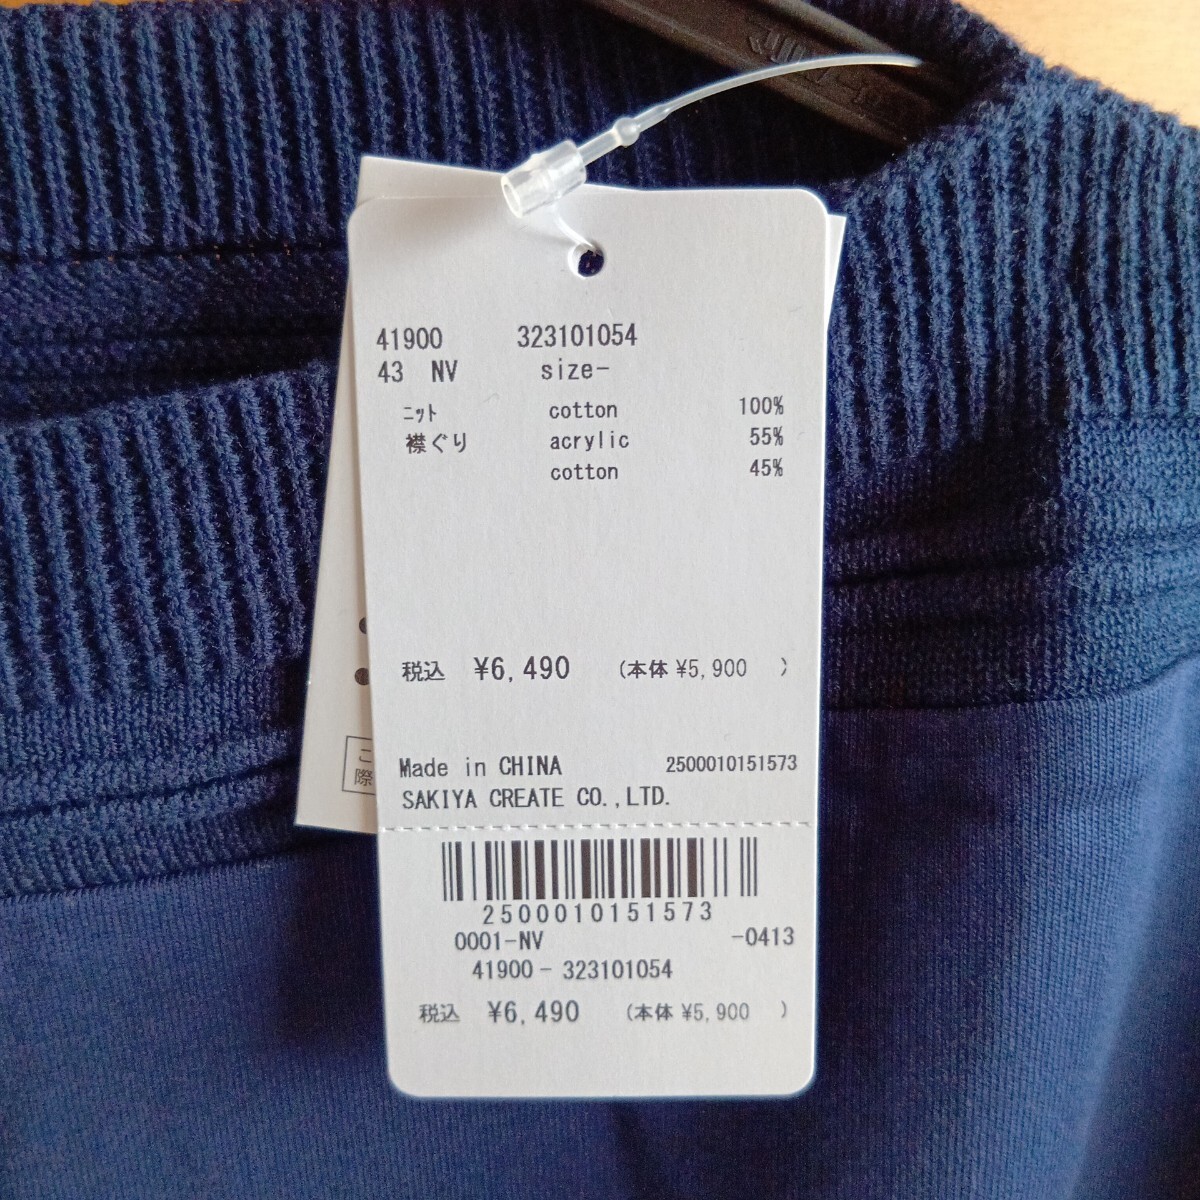 41900 323101054
43 NV size-
ﾆｯﾄ cotton 100%
襟ぐり acrylic 55%
cotton 45%
税込 ¥6,490 (本体 ¥5,900 )
Made in CHINA 2500010151573
SAKIYA CREATE CO.,LTD.
2500010151573
0001-NV -0413
41900 - 323101054
税込 ¥6,490 (本体 ¥5,900 )
こ
際